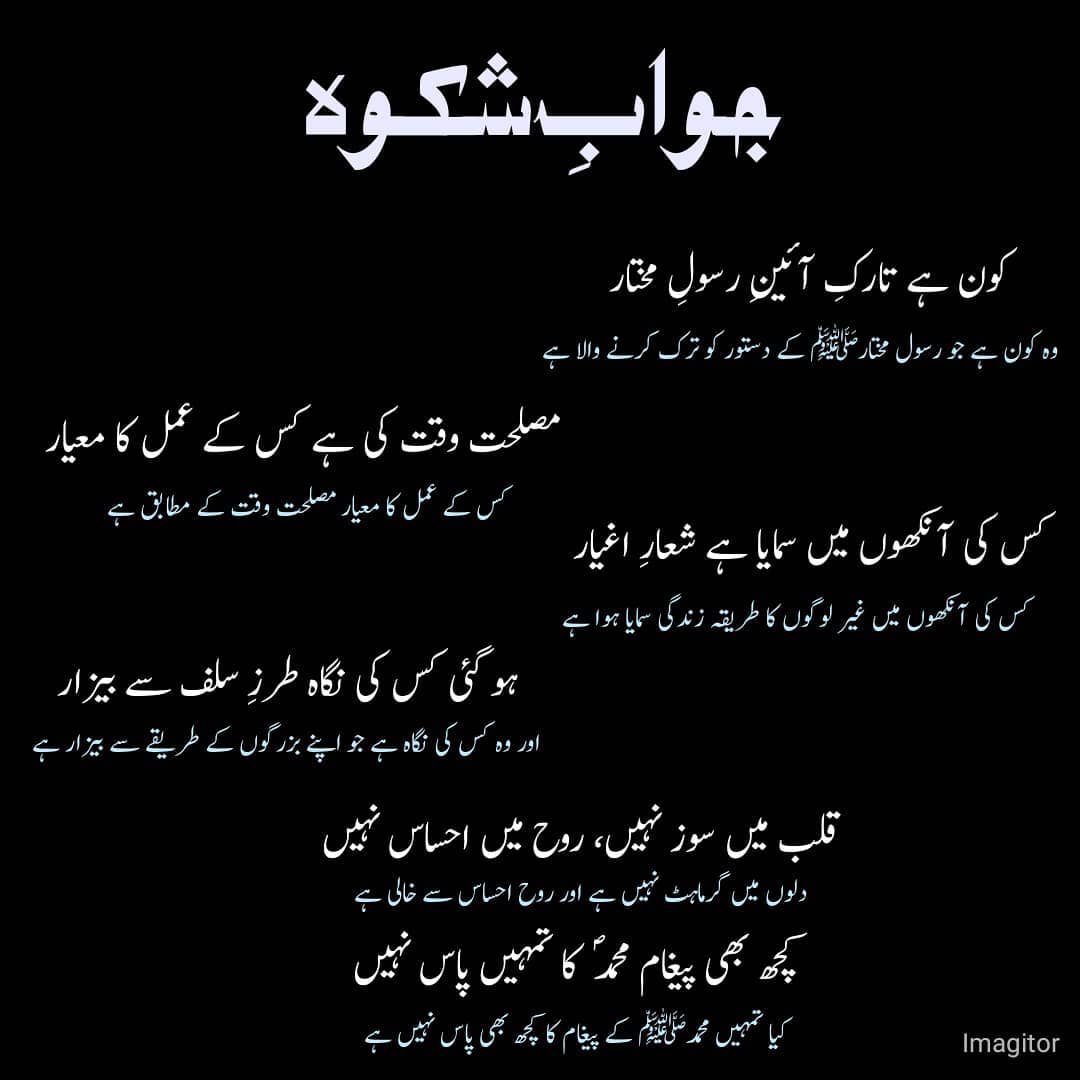 جوابِ شکوہ
کون ہے تارکِ آئینِ رسولِ مختار
وہ کون ہے جو رسول مختارﷺ کے دستور کو ترک کرنے والا ہے
مصلحت وقت کی ہے کس کے عمل کا معیار
کس کے عمل کا معیار مصلحت وقت کے مطابق ہے
کس کی آنکھوں میں سمایا ہے شعارِ اغیار
کس کی آنکھوں میں غیر لوگوں کا طریقہ زندگی سمایا ہوا ہے
ہو گئی کس کی نگاہ طرزِ سلف سے بیزار
اور وہ کس کی نگاہ ہے جو اپنے بزرگوں کے طریقے سے بیزار ہے
قلب میں سوز نہیں، روح میں احساس نہیں
دلوں میں گرماہٹ نہیں ہے اور روح احساس سے خالی ہے
کچھ بھی پیغام محمدؐ کا تمہیں پاس نہیں
کیا تمہیں محمدﷺ کے پیغام کا کچھ بھی پاس نہیں ہے
Imagitor